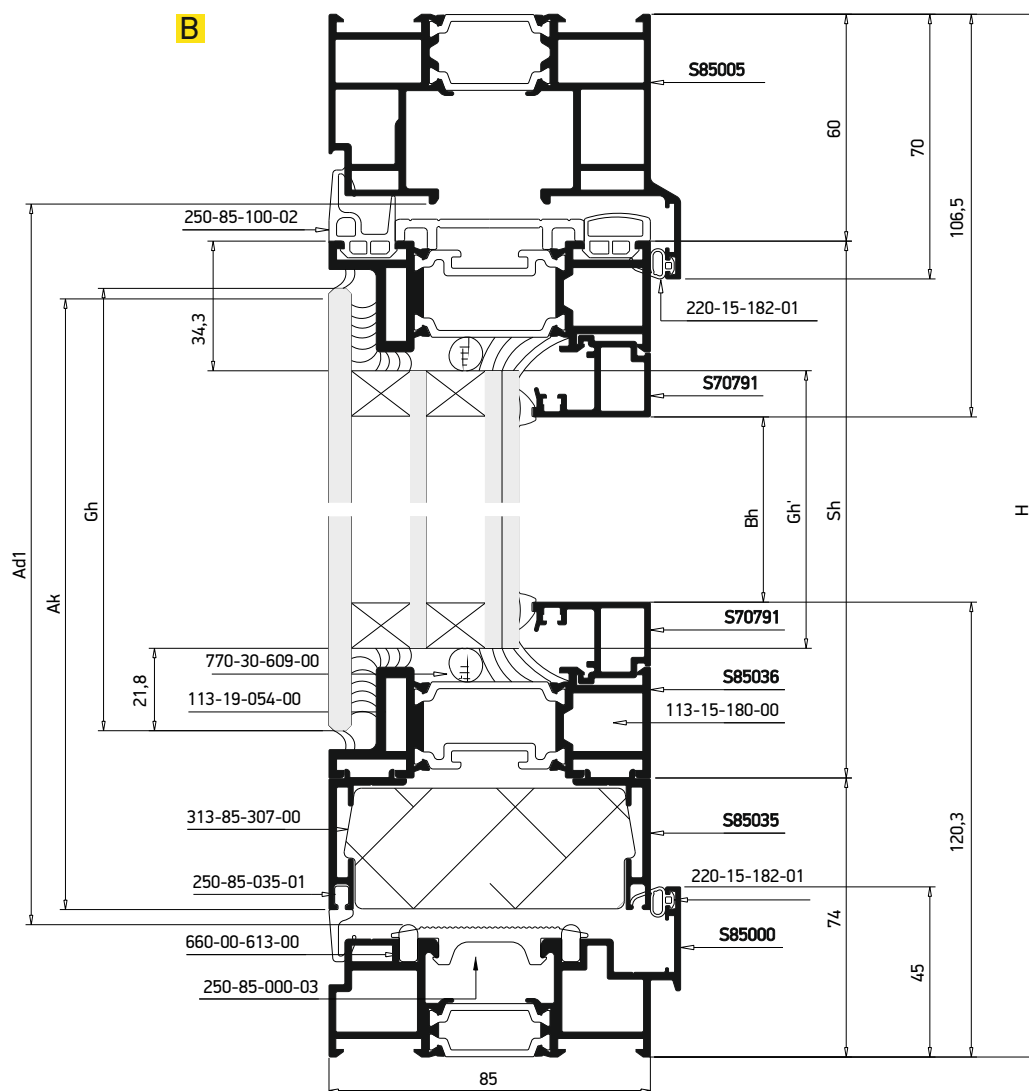 B
S85005
60
70
106,5
250-85-100-02
34,3
220-15-182-01
S70791
Gh
Ad1
Ak
Bh
Gh'
Sh
H
S70791
770-30-609-00
S85036
21,8
113-19-054-00
113-15-180-00
313-85-307-00
S85035
120,3
250-85-035-01
220-15-182-01
74
660-00-613-00
S85000
45
250-85-000-03
85